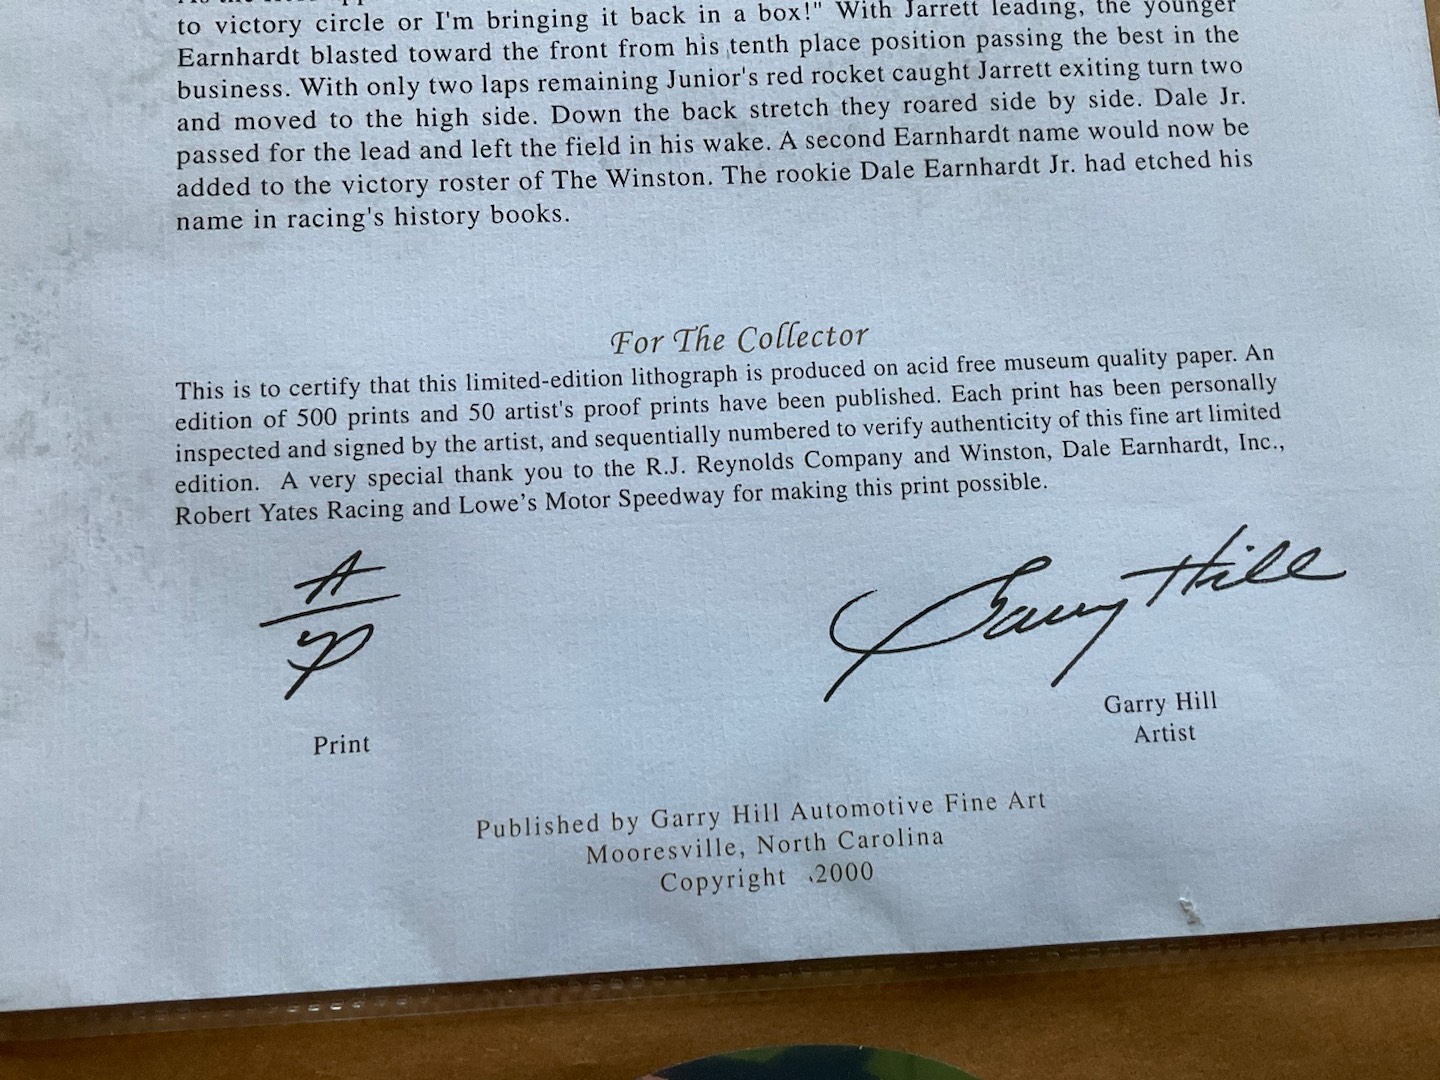 to victory circle or I'm bringing it back in a box!" With Jarrett leading, the younger
Earnhardt blasted toward the front from his tenth place position passing the best in the
business. With only two laps remaining Junior's red rocket caught Jarrett exiting turn two
and moved to the high side. Down the back stretch they roared side by side. Dale Jr.
passed for the lead and left the field in his wake. A second Earnhardt name would now be
added to the victory roster of The Winston. The rookie Dale Earnhardt Jr. had etched his
name in racing's history books.
For The Collector
This is to certify that this limited-edition lithograph is produced on acid free museum quality paper. An
edition of 500 prints and 50 artist's proof prints have been published. Each print has been personally
inspected and signed by the artist, and sequentially numbered to verify authenticity of this fine art limited
edition. A very special thank you to the R.J. Reynolds Company and Winston, Dale Earnhardt, Inc.,
Robert Yates Racing and Lowe's Motor Speedway for making this print possible.
A
P
Garry Hill
Print
Garry Hill
Artist
Published by Garry Hill Automotive Fine Art
Mooresville, North Carolina
Copyright 2000